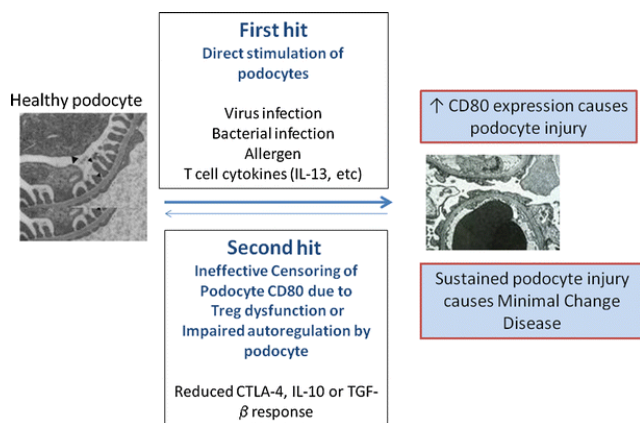 First hit
Direct stimulation of
podocytes
Virus infection
Bacterial infection
Allergen
T cell cytokines (IL-13, etc)
Healthy podocyte
Second hit
Ineffective Censoring of
Podocyte CD80 due to
Treg dysfunction or
Impaired autoregulation by
podocyte
Reduced CTLA-4, IL-10 or TGF-
β response
↑ CD80 expression causes
podocyte injury
Sustained podocyte injury
causes Minimal Change
Disease